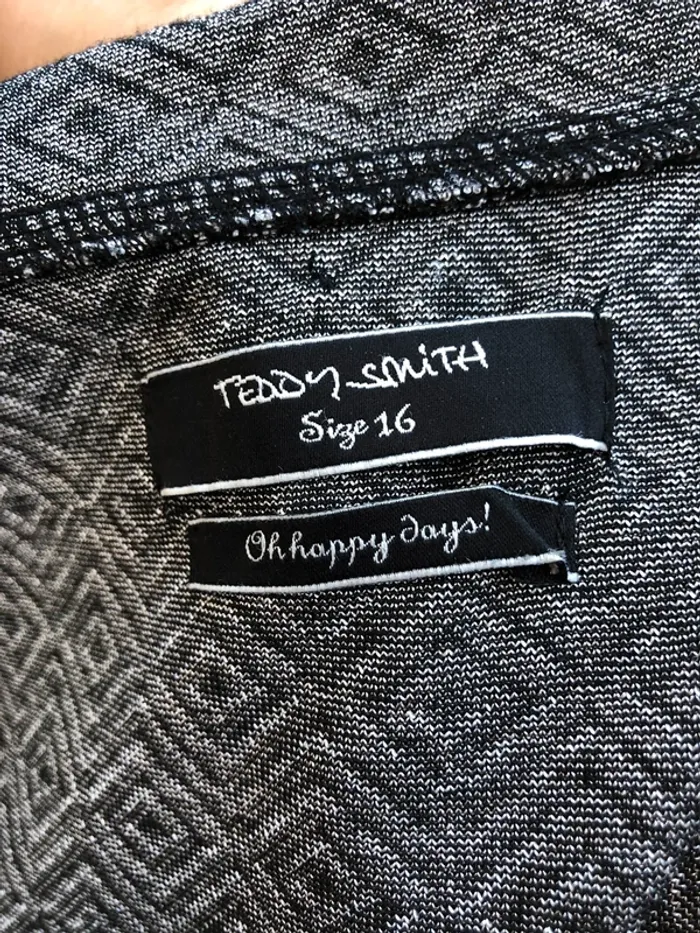 TEDDY SMiTH
Size 16
Oh happy days!